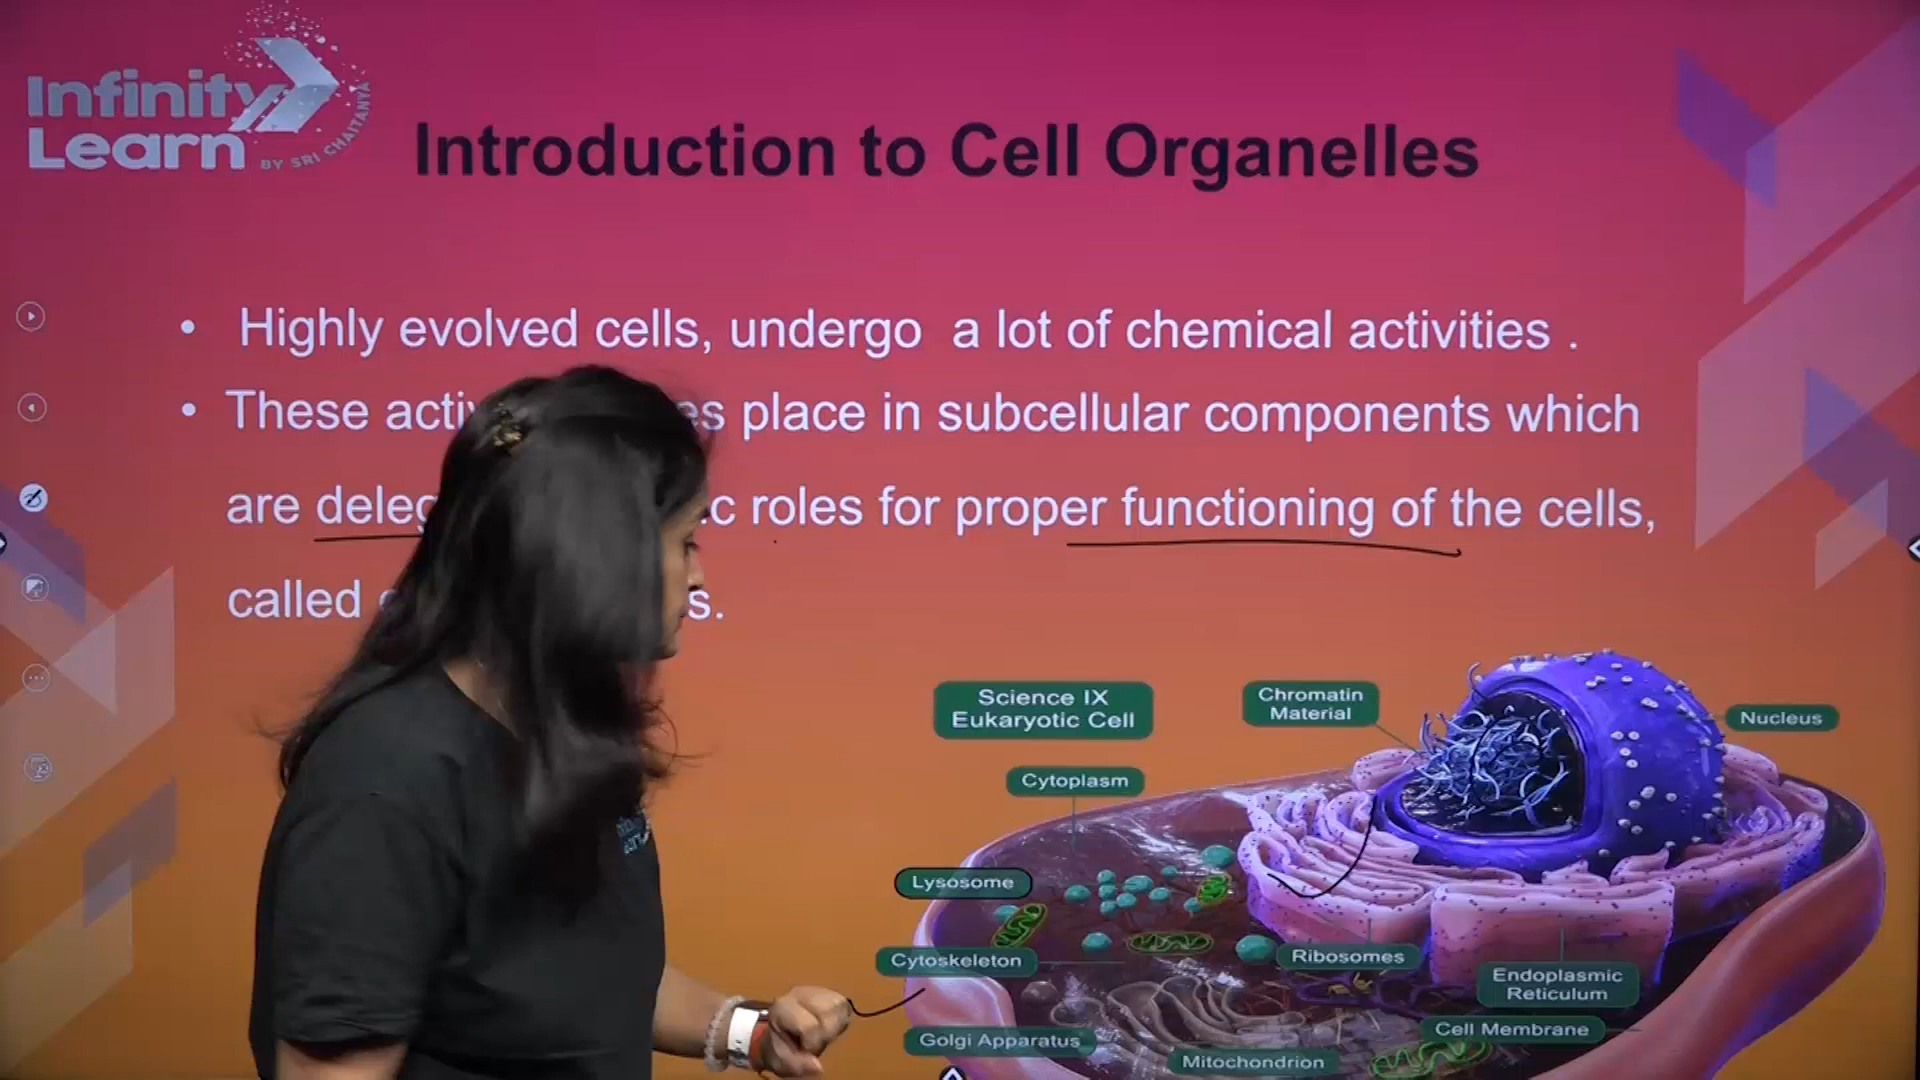 Infinity
Learn
BY SRI CHAITANYA
Introduction to Cell Organelles
• Highly evolved cells, undergo a lot of chemical activities .
• These place in subcellular components which
are roles for proper functioning of the cells,
called
Science IX
Eukaryotic Cell
Chromatin
Material
Nucleus
Cytoplasm
Lysosome
Cytoskeleton
Ribosomes
Endoplasmic
Reticulum
Cell Membrane
Golgi Apparatus
Mitochondrion